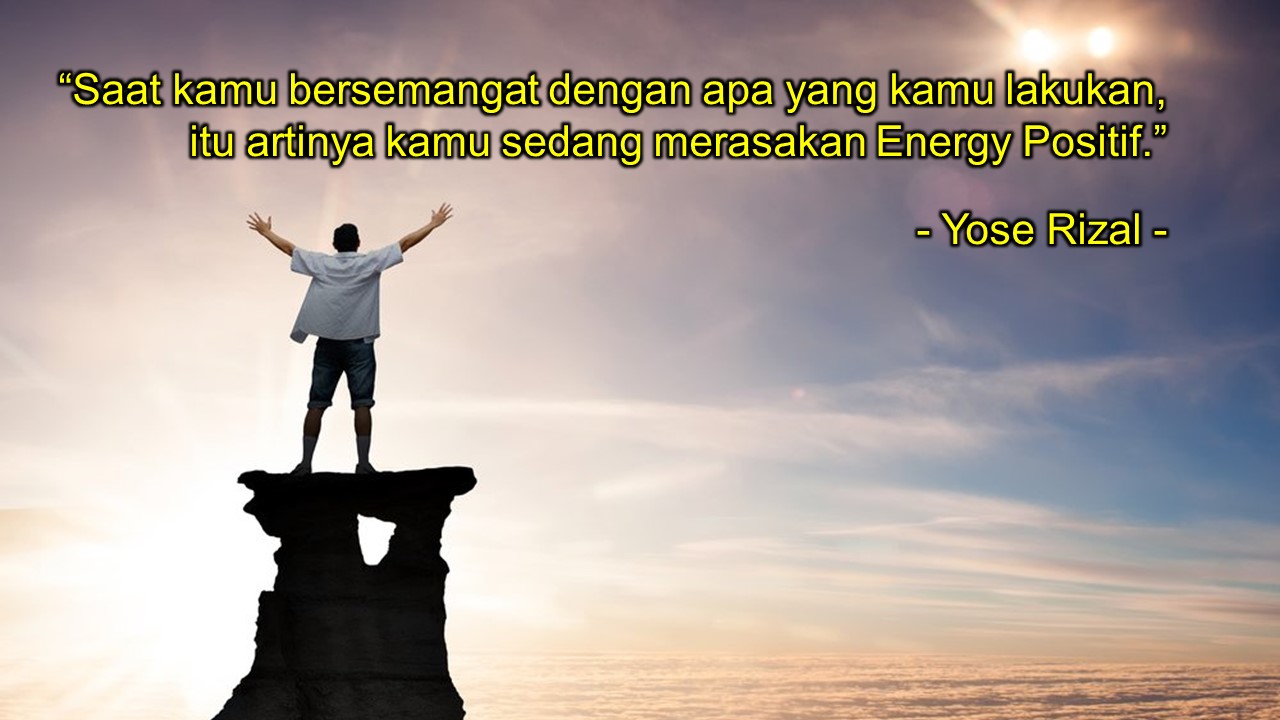 “Saat kamu bersemangat dengan apa yang kamu lakukan,
itu artinya kamu sedang merasakan Energy Positif.”
- Yose Rizal -